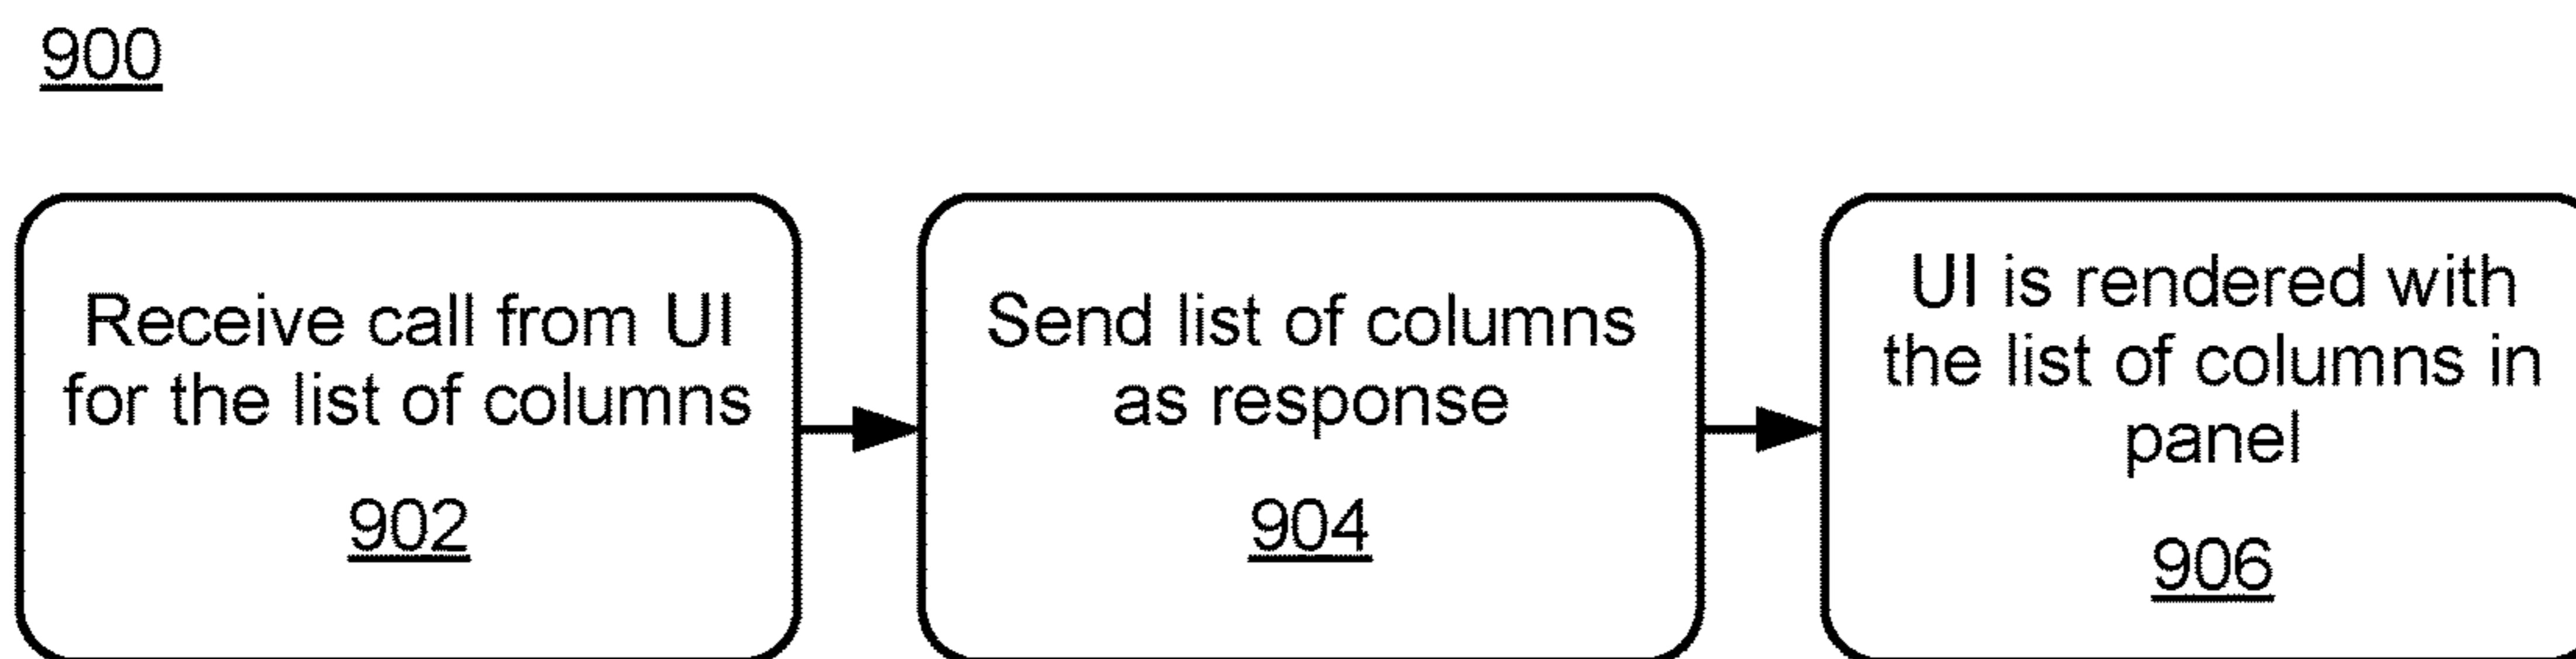 900
Receive call from UI
for the list of columns
902
Send list of columns
as response
904
UI is rendered with
the list of columns in
panel
906